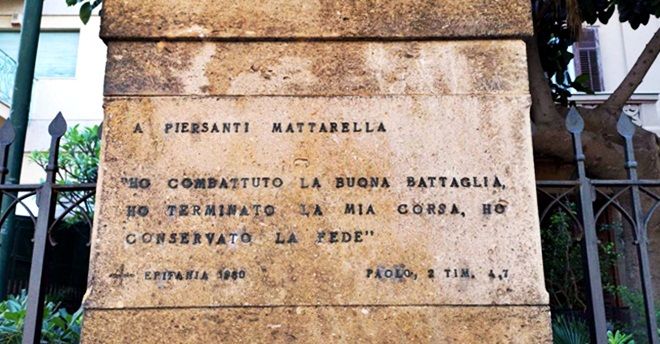 A PIERSANTI MATTARELLA
"HO COMBATTUTO LA BUONA BATTAGLIA,
HO TERMINATO LA MIA CORSA, HO
CONSERVATO LA FEDE"
EPIFANIA 1980 PAOLO, 2 TIM. 4,7